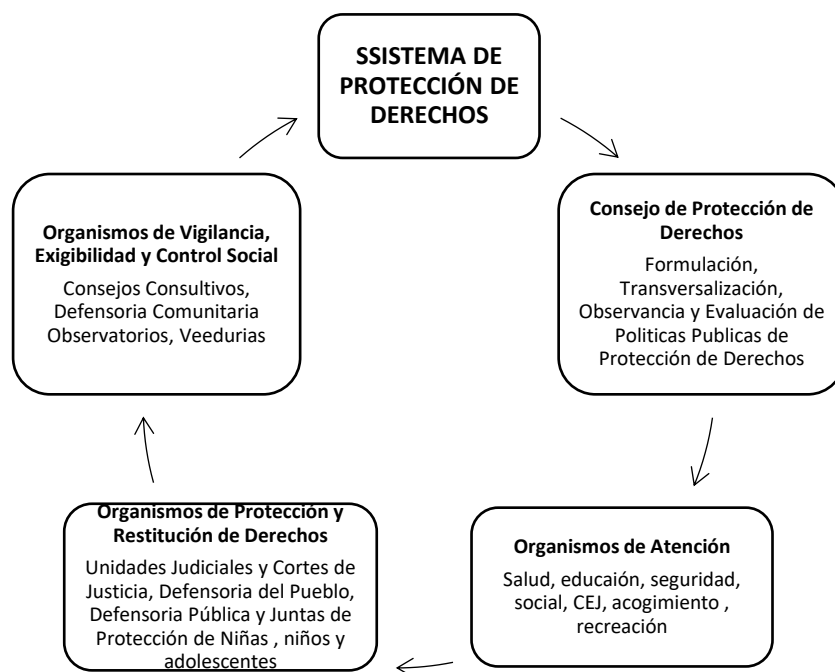 SSISTEMA DE
PROTECCIÓN DE
DERECHOS
Consejo de Protección de
Derechos
Formulación,
Transversalización,
Observancia y Evaluación de
Politicas Publicas de
Protección de Derechos
Organismos de Atención
Salud, educaión, seguridad,
social, CEJ, acogimiento ,
recreación
Organismos de Protección y
Restitución de Derechos
Unidades Judiciales y Cortes de
Justicia, Defensoria del Pueblo,
Defensoria Pública y Juntas de
Protección de Niñas , niños y
adolescentes
Organismos de Vigilancia,
Exigibilidad y Control Social
Consejos Consultivos,
Defensoria Comunitaria
Observatorios, Veedurias